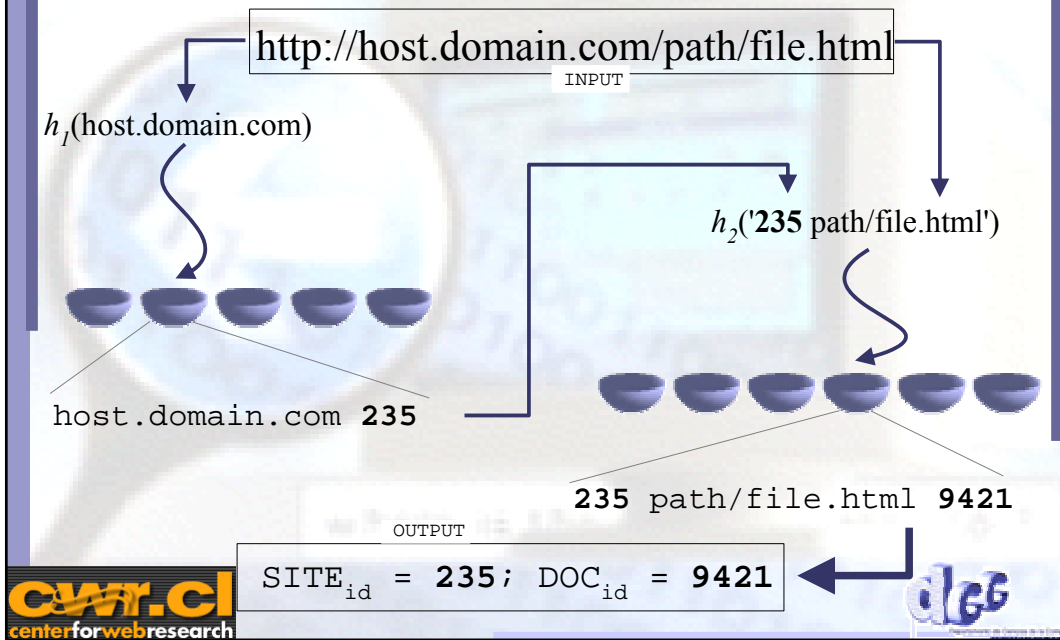 http://host.domain.com/path/file.html
INPUT
h1(host.domain.com)
h2('235 path/file.html')
host.domain.com 235
235 path/file.html 9421
OUTPUT
SITEid = 235; DOCid = 9421
cwr.cl
centerforwebresearch